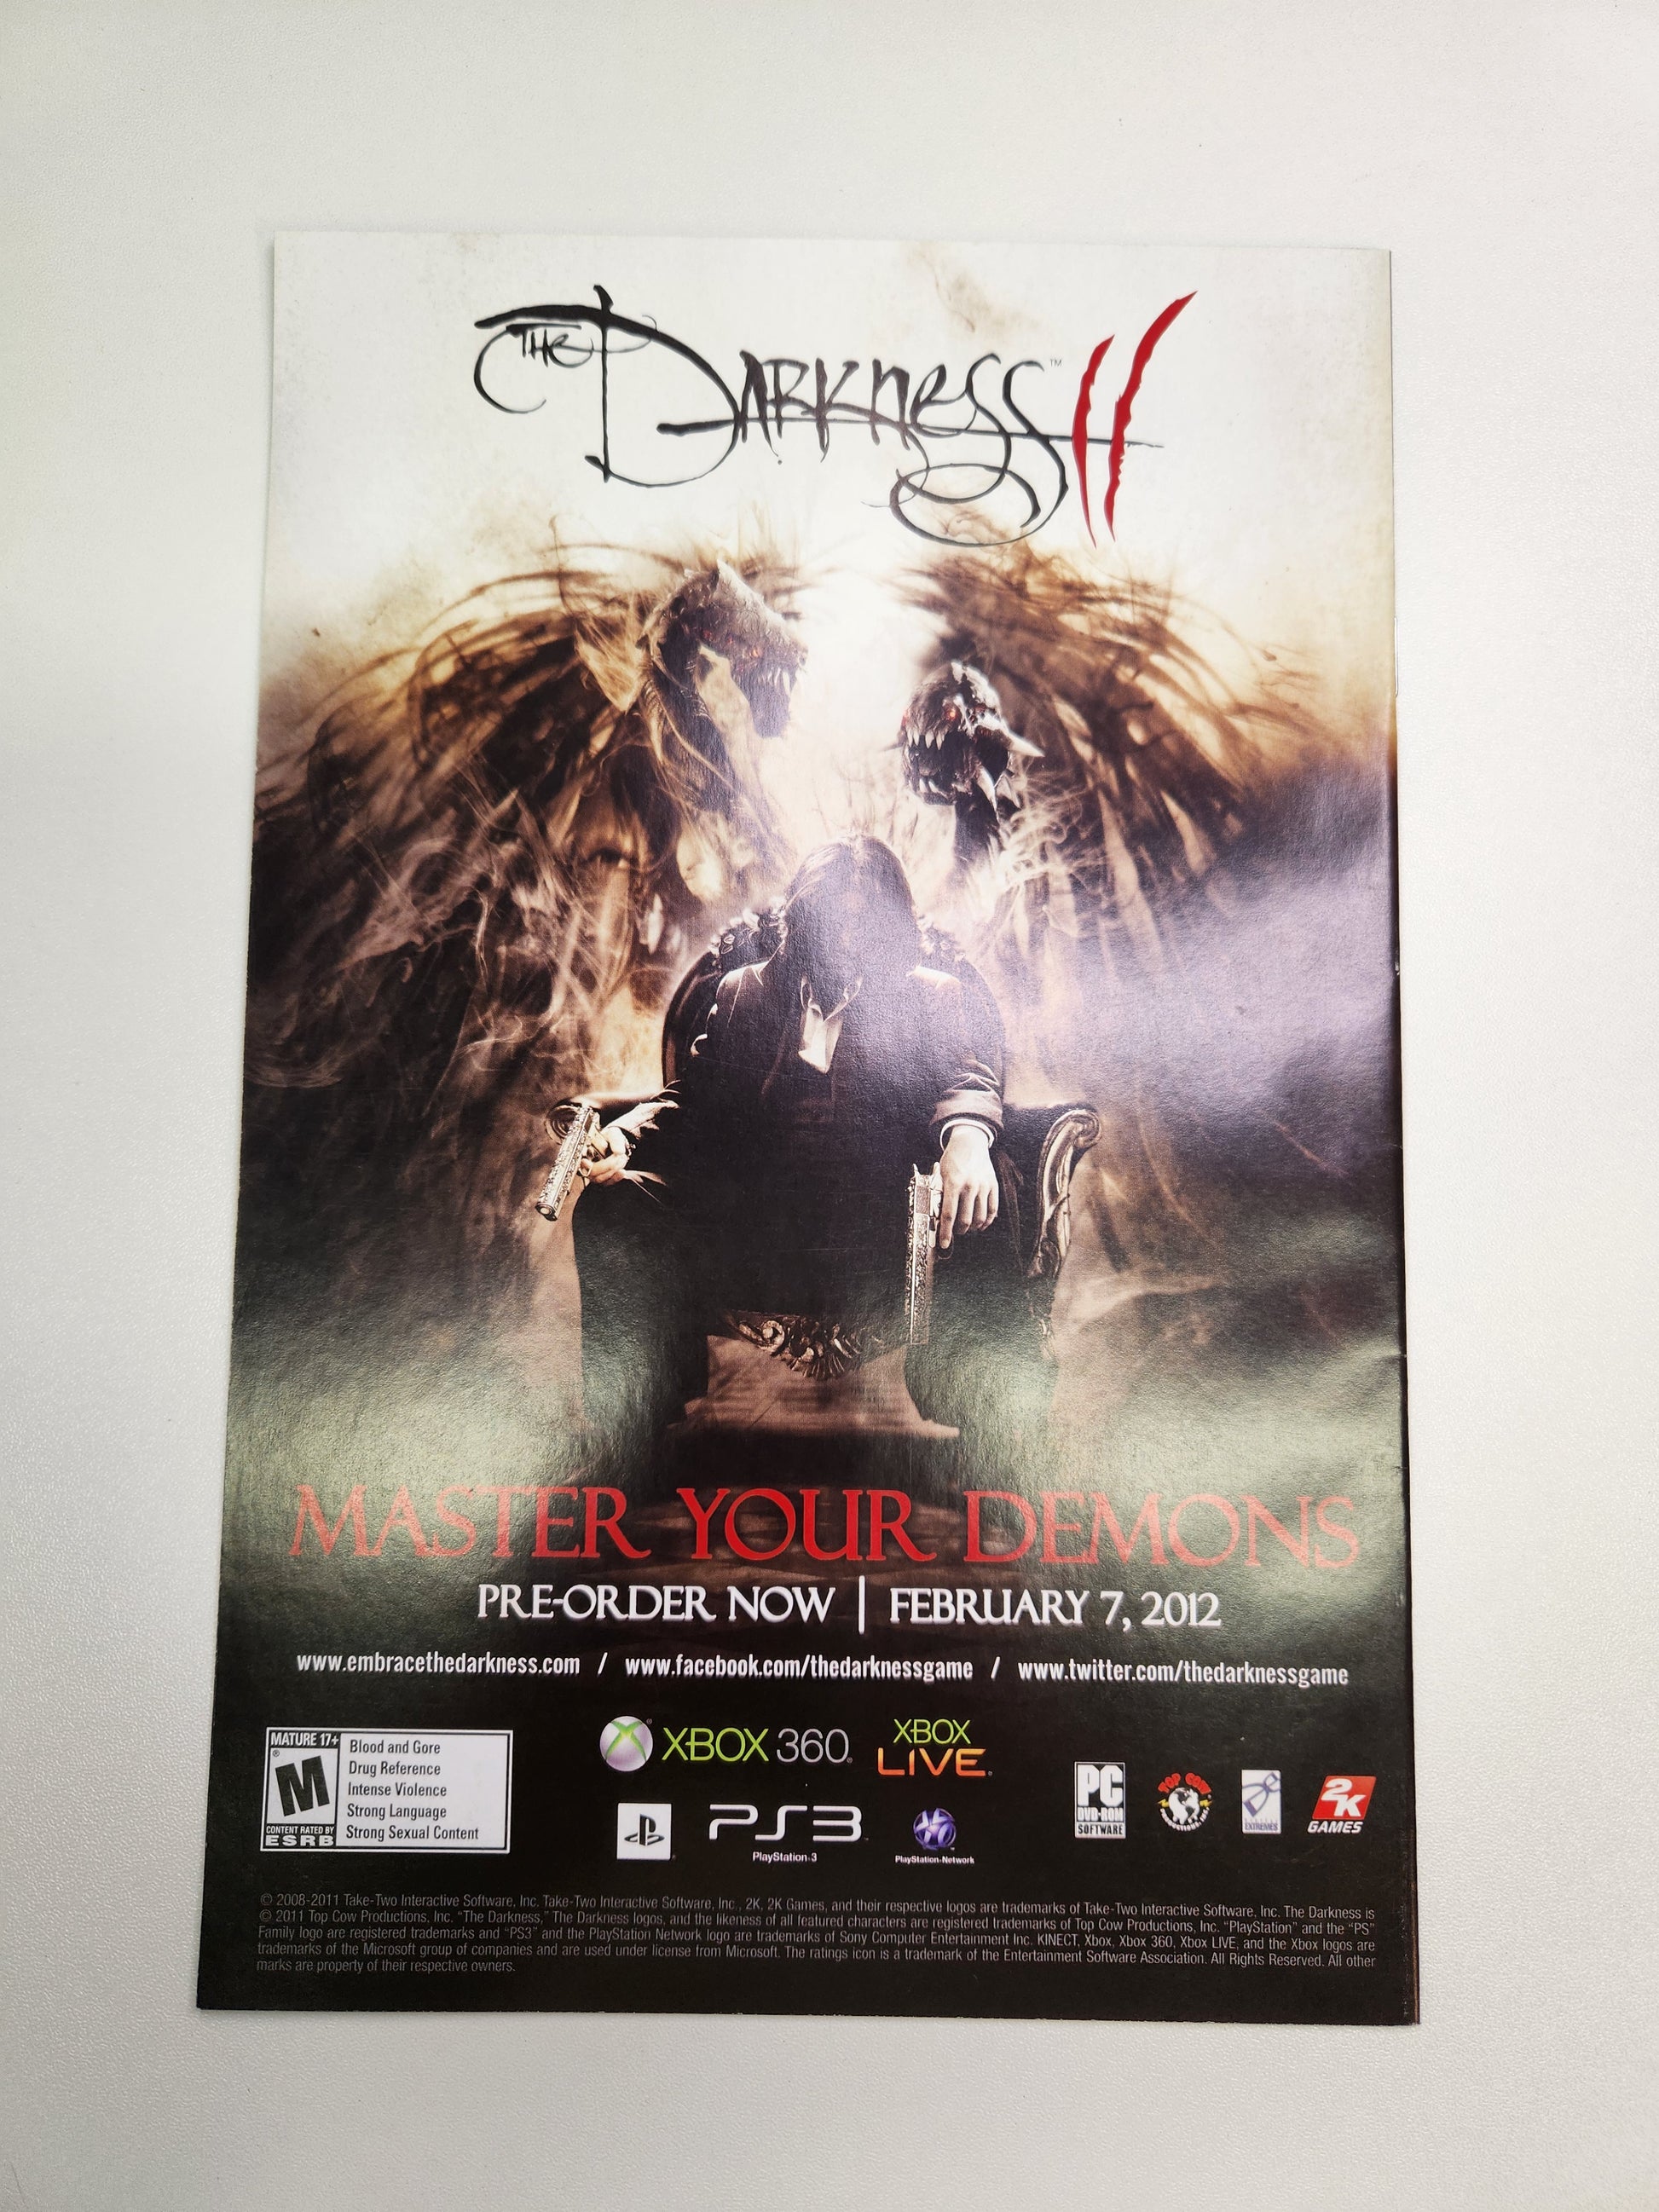 THE DARKNESS™ II
MASTER YOUR DEMONS
PRE-ORDER NOW | FEBRUARY 7, 2012
www.embracethedarkness.com / www.facebook.com/thedarknessgame / www.twitter.com/thedarknessgame
MATURE 17+
M®
CONTENT RATED BY
ESRB
Blood and Gore
Drug Reference
Intense Violence
Strong Language
Strong Sexual Content
XBOX 360®
XBOX
LIVE®
PS3
PlayStation.3
PlayStation.Network
PC
DVD-ROM
SOFTWARE
TOP COW
PRODUCTIONS, INC.
DE
DIGITAL
EXTREMES
2K
GAMES
© 2008-2011 Take-Two Interactive Software, Inc. Take-Two Interactive Software, Inc., 2K, 2K Games, and their respective logos are trademarks of Take-Two Interactive Software, Inc. The Darkness is
© 2011 Top Cow Productions, Inc. "The Darkness," The Darkness logos, and the likeness of all featured characters are registered trademarks of Top Cow Productions, Inc. "PlayStation" and the "PS"
Family logo are registered trademarks and "PS3" and the PlayStation Network logo are trademarks of Sony Computer Entertainment Inc. KINECT, Xbox, Xbox 360, Xbox LIVE, and the Xbox logos are
trademarks of the Microsoft group of companies and are used under license from Microsoft. The ratings icon is a trademark of the Entertainment Software Association. All Rights Reserved. All other
marks are property of their respective owners.